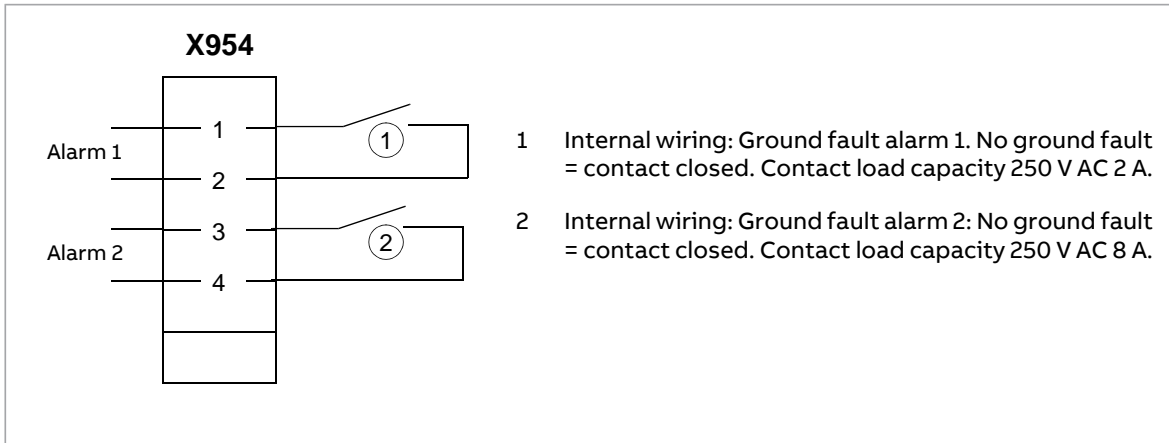 X954
Alarm 1
1
2
1
Alarm 2
3
4
2
1 Internal wiring: Ground fault alarm 1. No ground fault
= contact closed. Contact load capacity 250 V AC 2 A.
2 Internal wiring: Ground fault alarm 2: No ground fault
= contact closed. Contact load capacity 250 V AC 8 A.